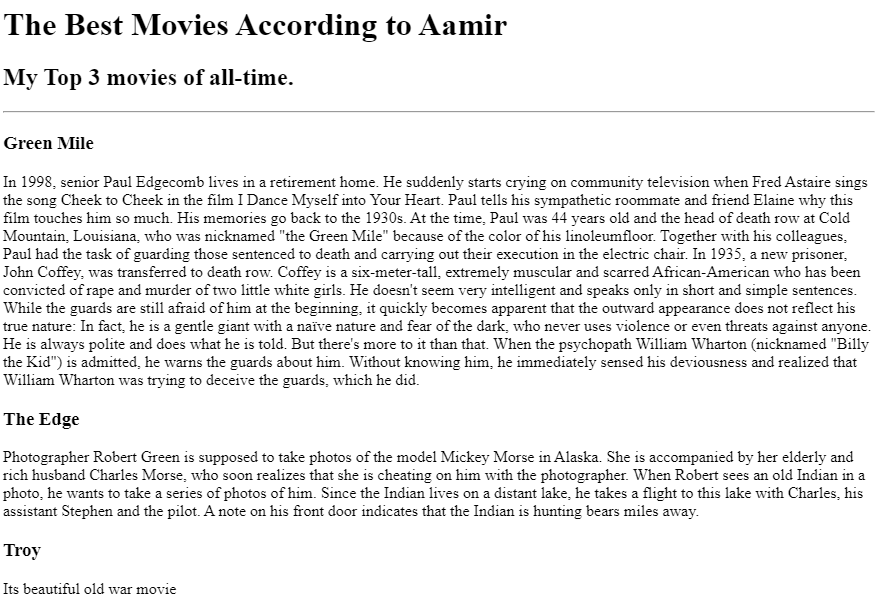 The Best Movies According to Aamir
My Top 3 movies of all-time.
Green Mile
In 1998, senior Paul Edgecomb lives in a retirement home. He suddenly starts crying on community television when Fred Astaire sings
the song Cheek to Cheek in the film I Dance Myself into Your Heart. Paul tells his sympathetic roommate and friend Elaine why this
film touches him so much. His memories go back to the 1930s. At the time, Paul was 44 years old and the head of death row at Cold
Mountain, Louisiana, who was nicknamed "the Green Mile" because of the color of his linoleumfloor. Together with his colleagues,
Paul had the task of guarding those sentenced to death and carrying out their execution in the electric chair. In 1935, a new prisoner,
John Coffey, was transferred to death row. Coffey is a six-meter-tall, extremely muscular and scarred African-American who has been
convicted of rape and murder of two little white girls. He doesn't seem very intelligent and speaks only in short and simple sentences.
While the guards are still afraid of him at the beginning, it quickly becomes apparent that the outward appearance does not reflect his
true nature: In fact, he is a gentle giant with a naïve nature and fear of the dark, who never uses violence or even threats against anyone.
He is always polite and does what he is told. But there's more to it than that. When the psychopath William Wharton (nicknamed "Billy
the Kid") is admitted, he warns the guards about him. Without knowing him, he immediately sensed his deviousness and realized that
William Wharton was trying to deceive the guards, which he did.
The Edge
Photographer Robert Green is supposed to take photos of the model Mickey Morse in Alaska. She is accompanied by her elderly and
rich husband Charles Morse, who soon realizes that she is cheating on him with the photographer. When Robert sees an old Indian in a
photo, he wants to take a series of photos of him. Since the Indian lives on a distant lake, he takes a flight to this lake with Charles, his
assistant Stephen and the pilot. A note on his front door indicates that the Indian is hunting bears miles away.
Troy
Its beautiful old war movie